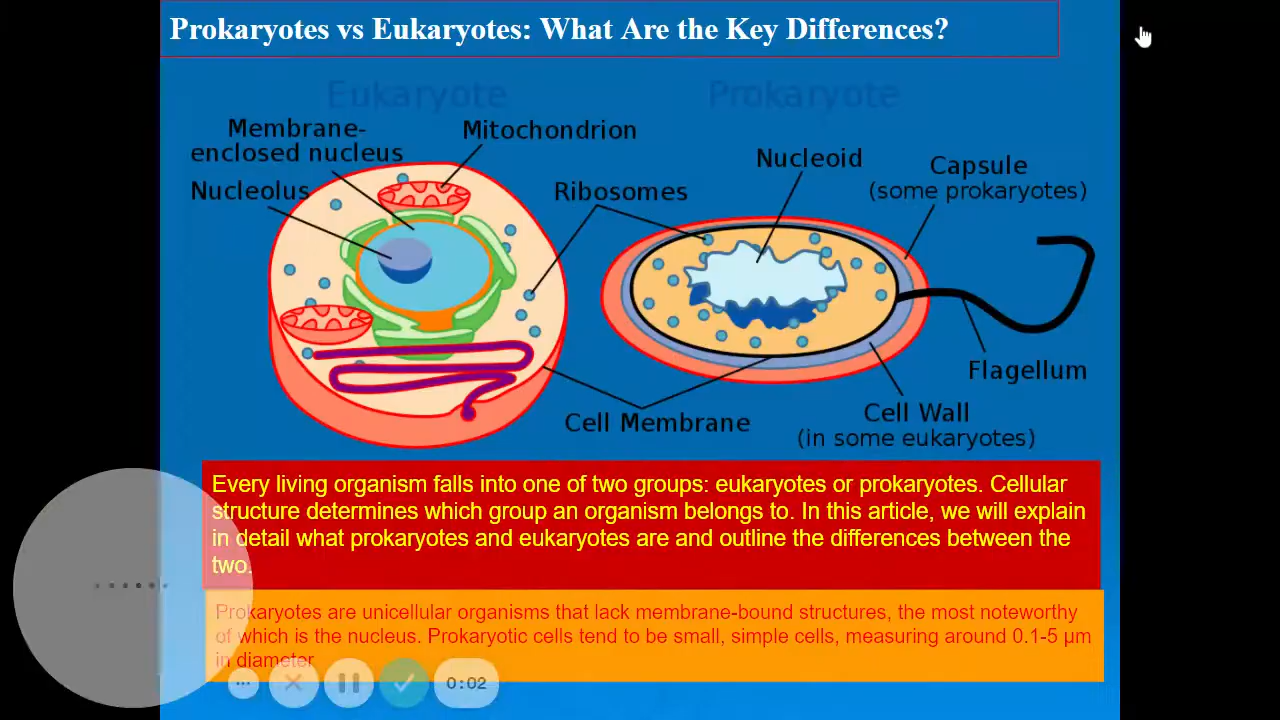 Prokaryotes vs Eukaryotes: What Are the Key Differences?
Eukaryote
Prokaryote
Membrane-
enclosed nucleus
Mitochondrion
Nucleolus
Ribosomes
Nucleoid
Capsule
(some prokaryotes)
Flagellum
Cell Membrane
Cell Wall
(in some eukaryotes)
Every living organism falls into one of two groups: eukaryotes or prokaryotes. Cellular
structure determines which group an organism belongs to. In this article, we will explain
in detail what prokaryotes and eukaryotes are and outline the differences between the
two.
Prokaryotes are unicellular organisms that lack membrane-bound structures, the most noteworthy
of which is the nucleus. Prokaryotic cells tend to be small, simple cells, measuring around 0.1-5 μm
in diameter
0:02